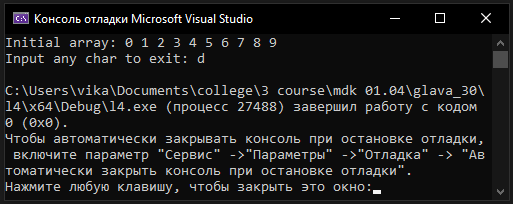 Консоль отладки Microsoft Visual Studio
Initial array: 0 1 2 3 4 5 6 7 8 9
Input any char to exit: d
C:\Users\vika\Documents\college\3 course\mdk 01.04\glava_30\
l4\x64\Debug\l4.exe (процесс 27488) завершил работу с кодом
0 (0x0).
Чтобы автоматически закрывать консоль при остановке отладки,
включите параметр "Сервис" ->"Параметры" ->"Отладка" -> "Ав
томатически закрыть консоль при остановке отладки".
Нажмите любую клавишу, чтобы закрыть это окно: